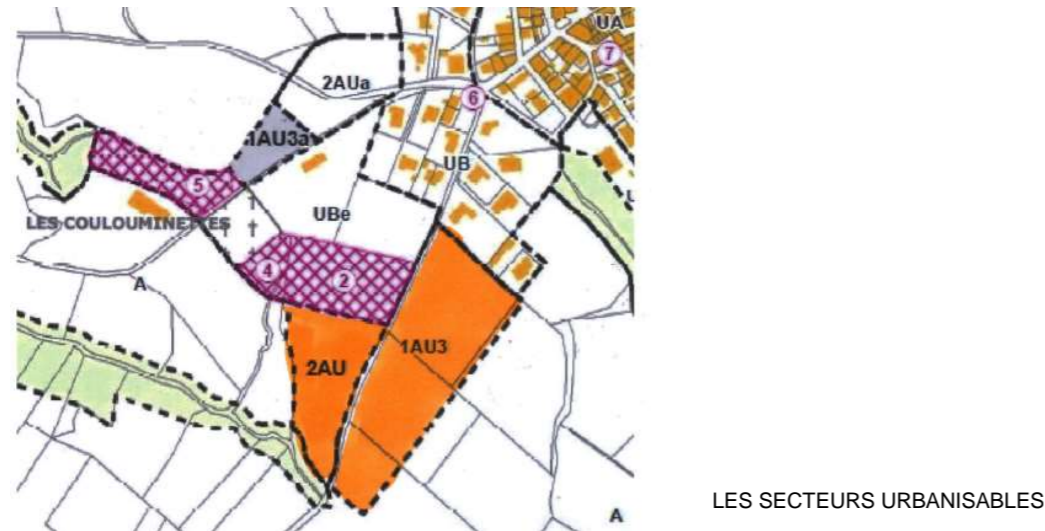 UA
7
2AUa
6
1AU3a
UB
5
UBe
LES COULOUMINETTES
4
2
A
1AU3
2AU
LES SECTEURS URBANISABLES
A